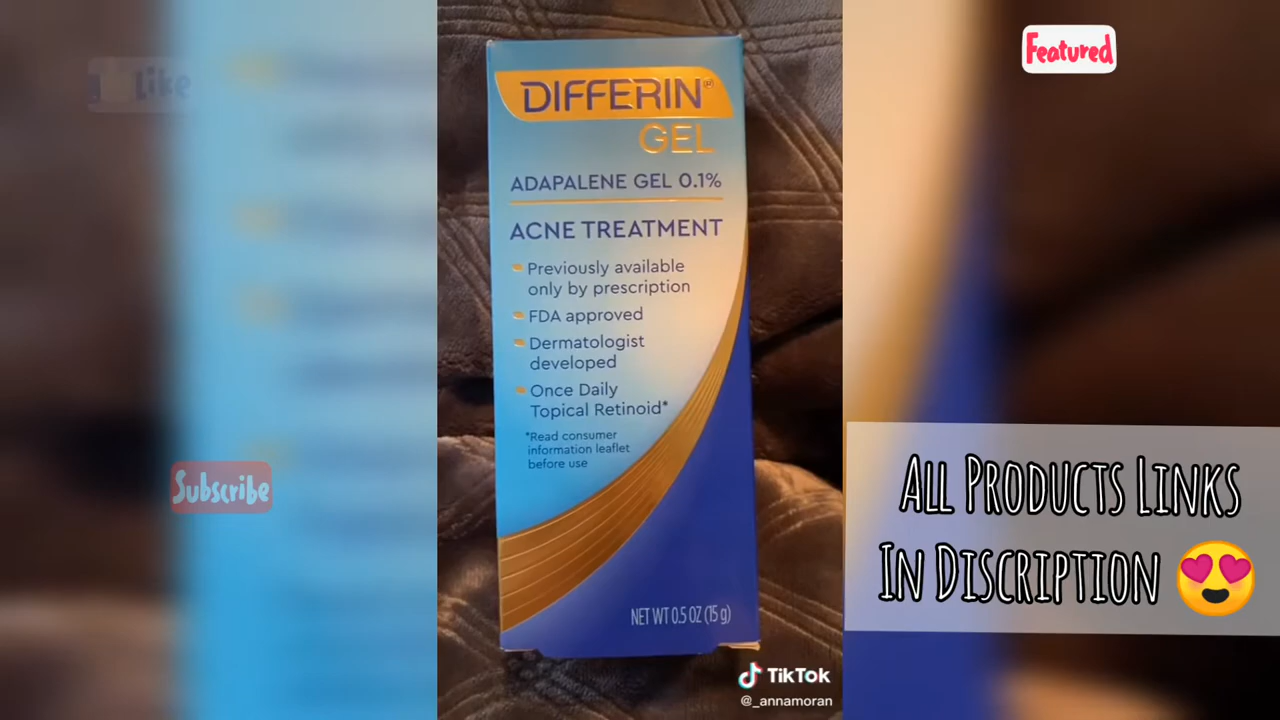 Like
Featured
DIFFERIN®
GEL
ADAPALENE GEL 0.1%
ACNE TREATMENT
Previously available
only by prescription
FDA approved
Dermatologist
developed
Once Daily
Topical Retinoid*
*Read consumer
information leaflet
before use
NET WT 0.5 OZ (15 g)
Subscribe
ALL PRODUCTS LINKS
IN DISCRIPTION 😍
TikTok
@_annamoran